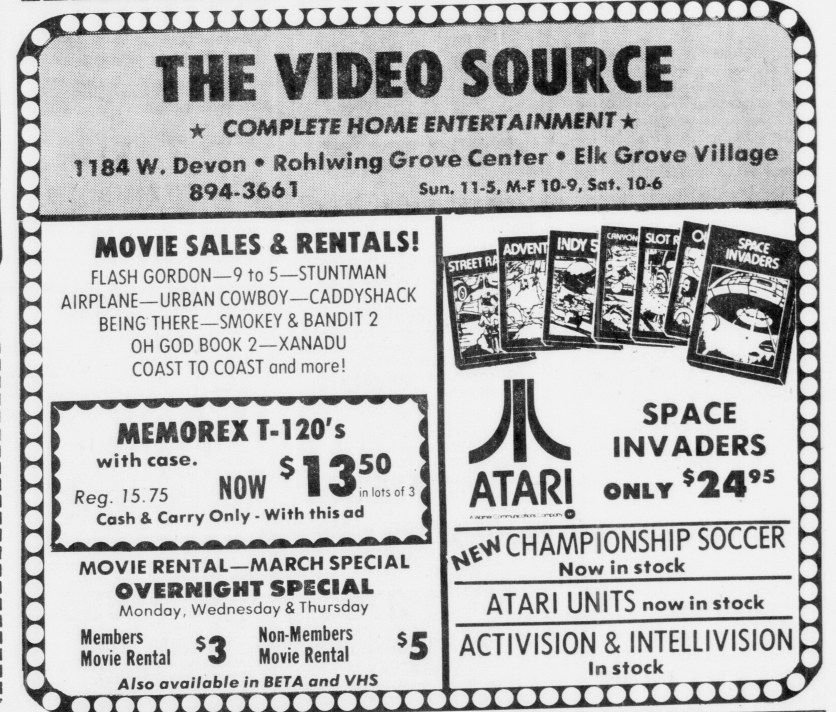 THE VIDEO SOURCE
★ COMPLETE HOME ENTERTAINMENT ★
1184 W. Devon • Rohlwing Grove Center • Elk Grove Village
894-3661 Sun. 11-5, M-F 10-9, Sat. 10-6
MOVIE SALES & RENTALS!
FLASH GORDON—9 to 5—STUNTMAN
AIRPLANE—URBAN COWBOY—CADDYSHACK
BEING THERE—SMOKEY & BANDIT 2
OH GOD BOOK 2—XANADU
COAST TO COAST and more!
MEMOREX T-120's
with case.
Reg. 15.75 NOW $13.50 in lots of 3
Cash & Carry Only - With this ad
MOVIE RENTAL—MARCH SPECIAL
OVERNIGHT SPECIAL
Monday, Wednesday & Thursday
Members Movie Rental $3
Non-Members Movie Rental $5
Also available in BETA and VHS
STREET RA
ADVENT
INDY 5
CANYON
SLOT R
SPACE
INVADERS
ATARI
SPACE
INVADERS
ONLY $24.95
NEW CHAMPIONSHIP SOCCER
Now in stock
ATARI UNITS now in stock
ACTIVISION & INTELLIVISION
In stock